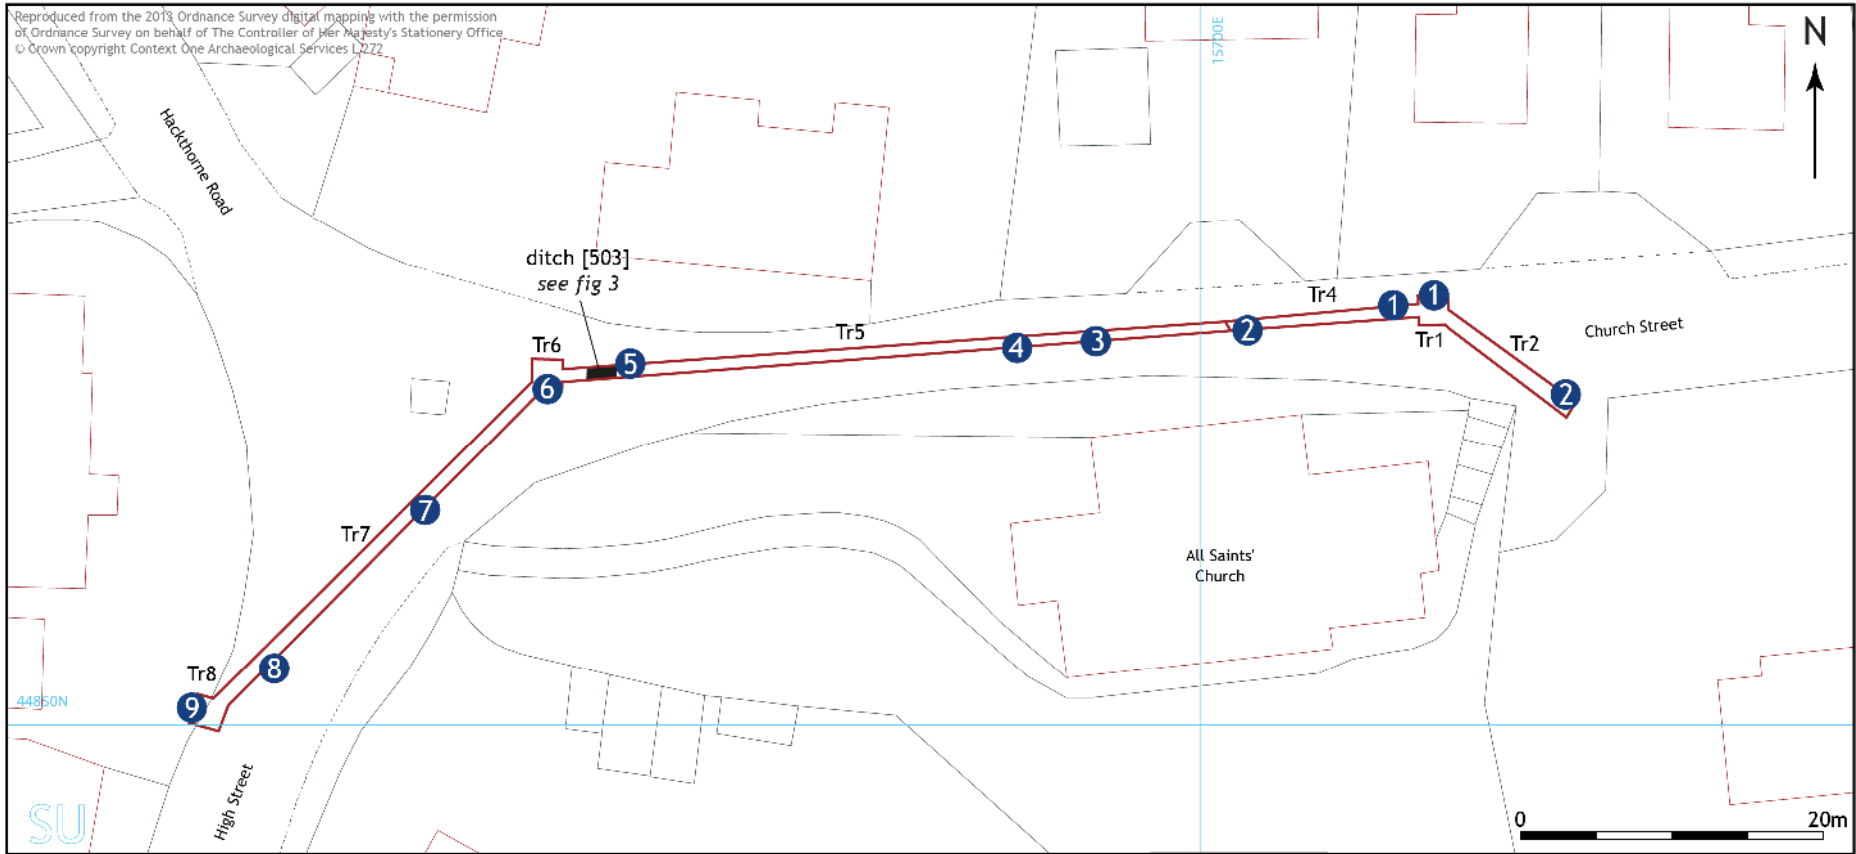 Reproduced from the 2013 Ordnance Survey digital mapping with the permission
of Ordnance Survey on behalf of The Controller of Her Majesty's Stationery Office
© Crown copyright Context One Archaeological Services L 272
15700E
N
Hackthorne Road
ditch [503]
see fig 3
Tr4
1
1
Tr1
Tr2
Church Street
Tr5
2
3
4
Tr6
5
6
2
7
Tr7
All Saints'
Church
8
Tr8
9
44850N
High Street
SU
0
20m